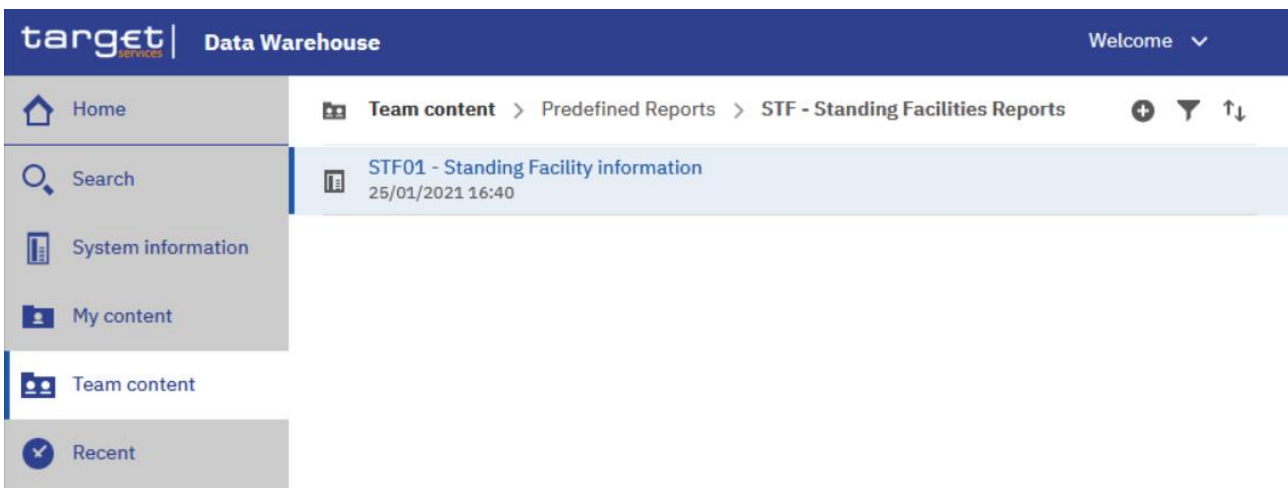 target| Data Warehouse Welcome
services
Home
Team content > Predefined Reports > STF - Standing Facilities Reports
Search
STF01 - Standing Facility information
25/01/2021 16:40
System information
My content
Team content
Recent